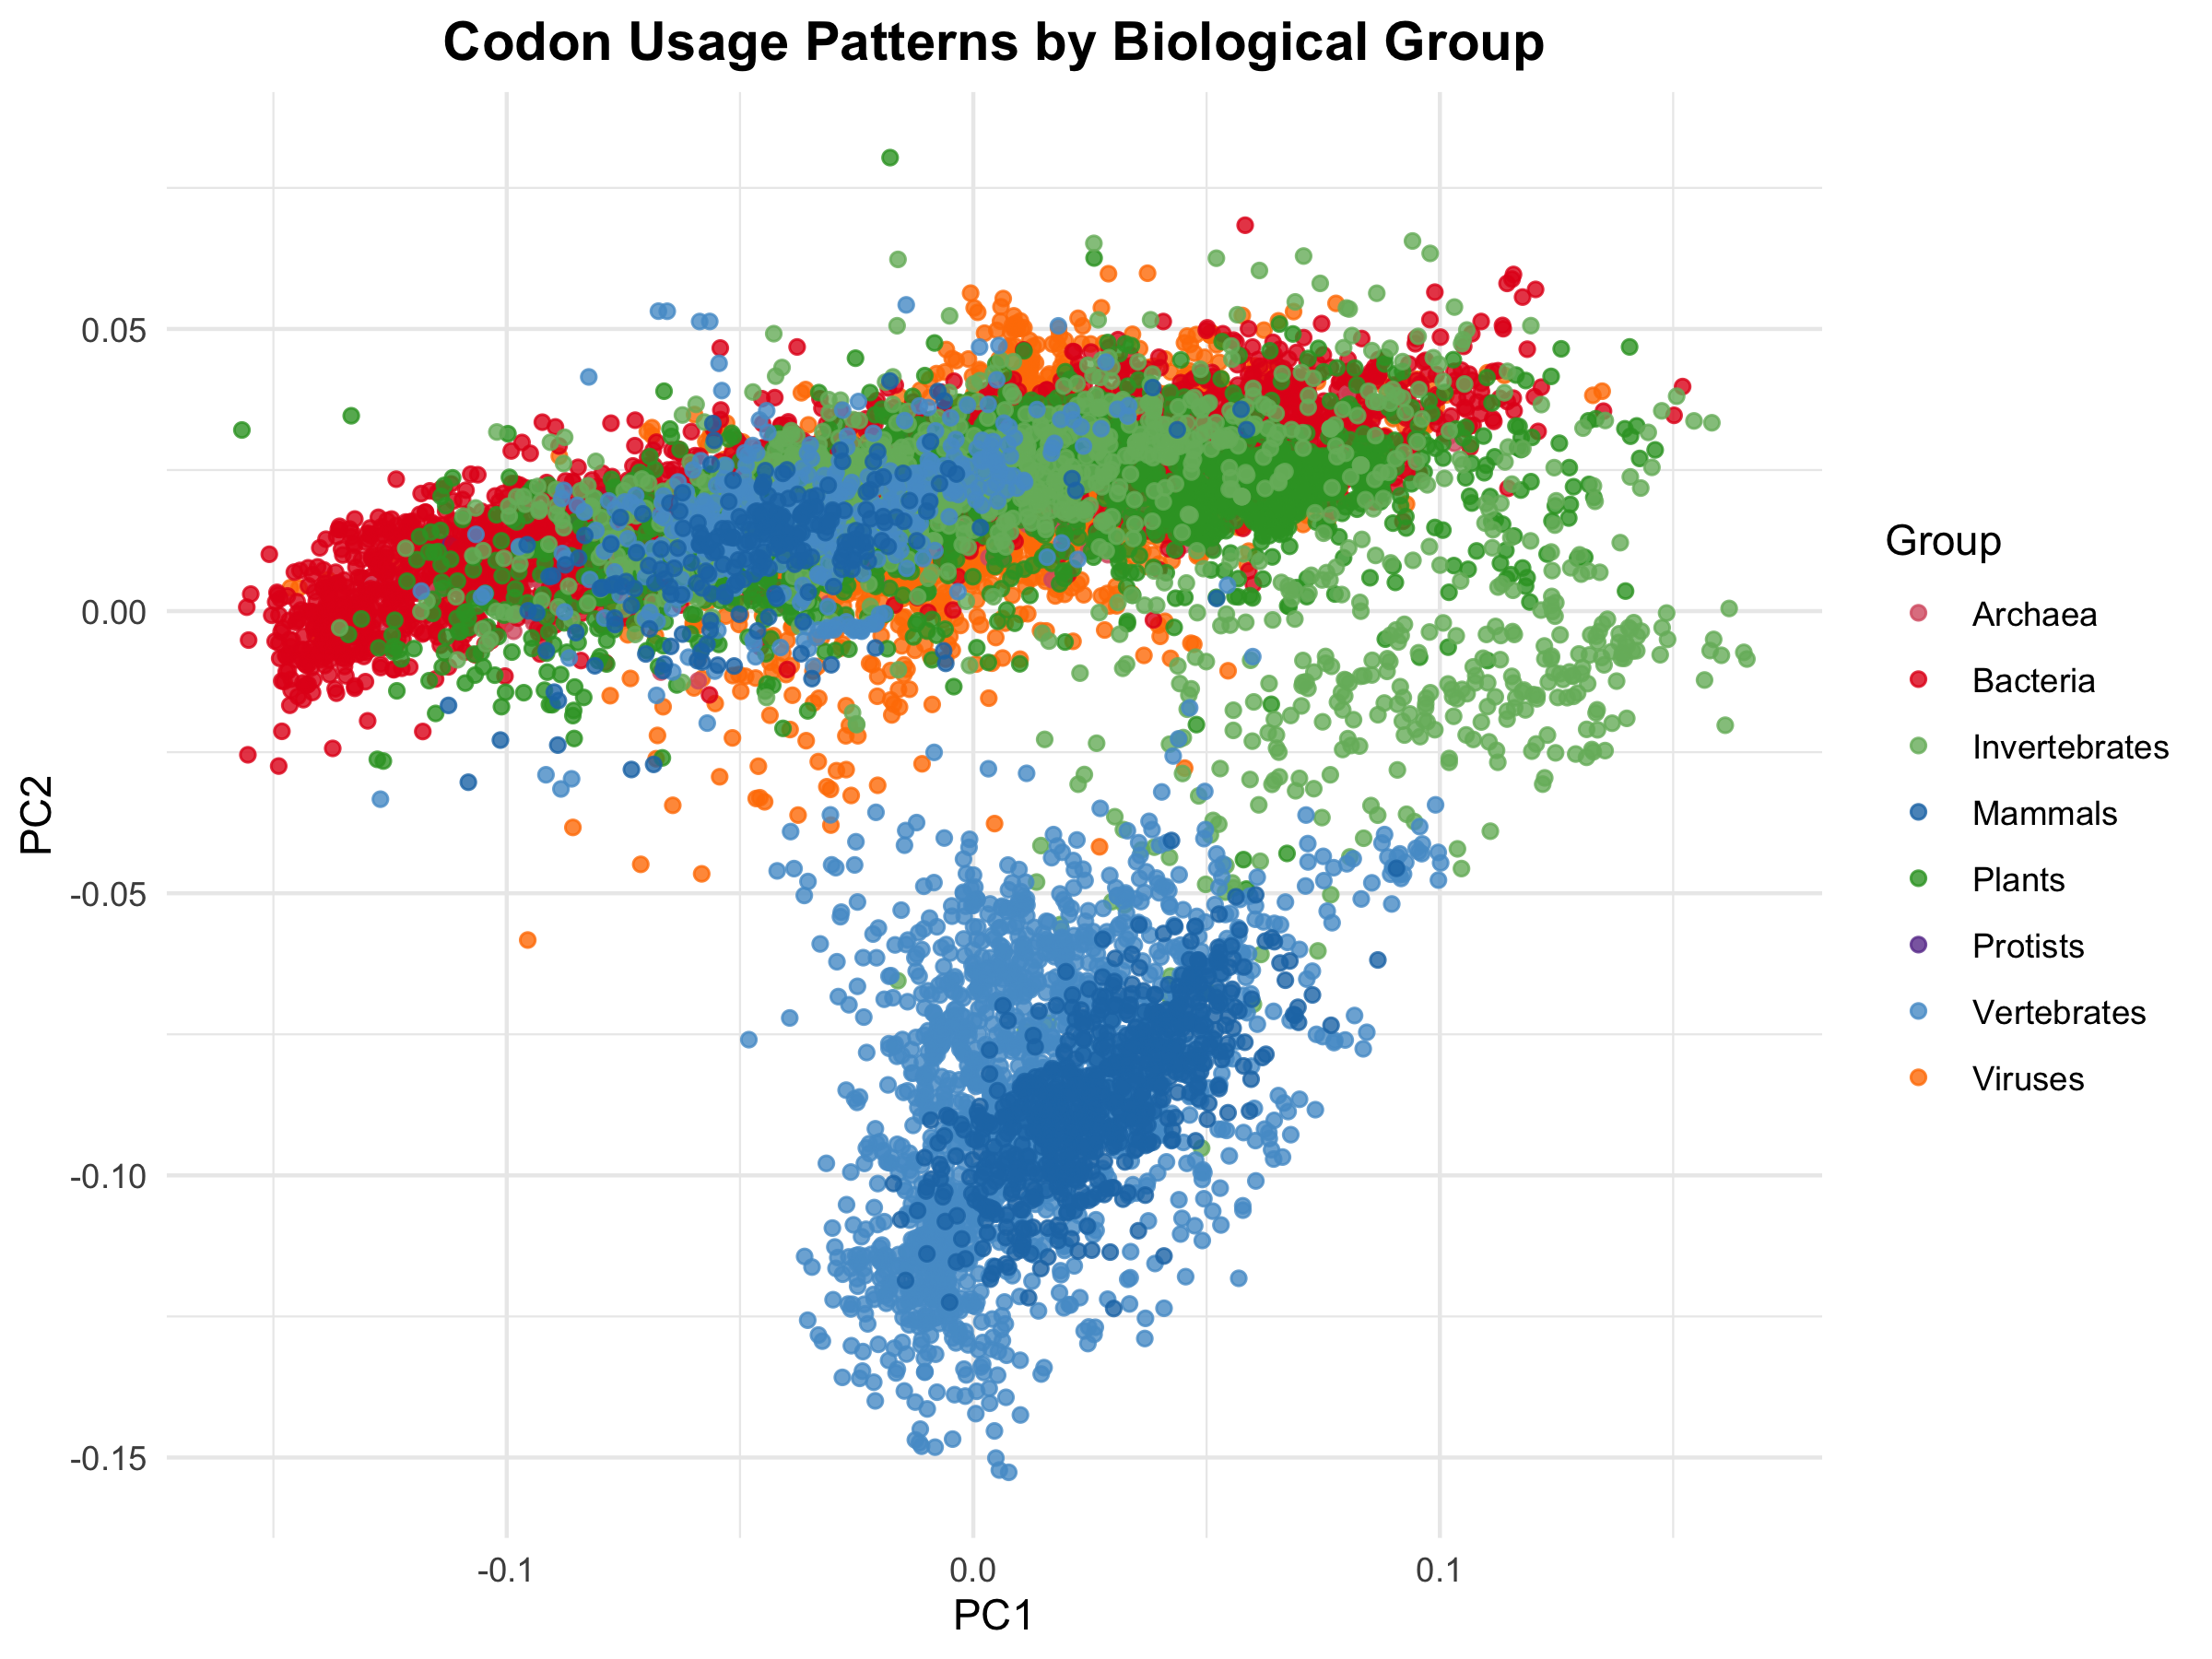 Codon Usage Patterns by Biological Group
0.05
0.00
-0.05
-0.10
-0.15
PC2
-0.1
0.0
0.1
PC1
Group
Archaea
Bacteria
Invertebrates
Mammals
Plants
Protists
Vertebrates
Viruses